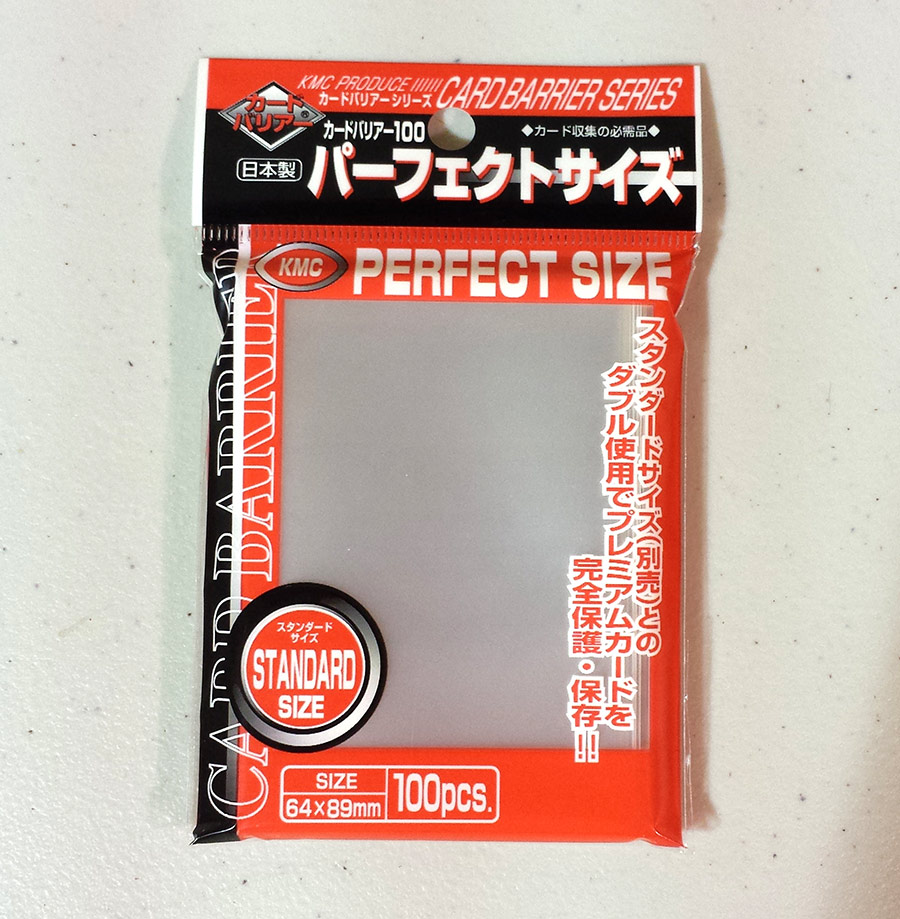 KMC PRODUCE
CARD BARRIER SERIES
カードバリアーシリーズ
カード
バリアー®
カードバリアー100
◆カード収集の必需品◆
日本製
パーフェクトサイズ
KMC
PERFECT SIZE
CARD BARRIER
スタンダードサイズ(別売)との
ダブル使用でプレミアムカードを
完全保護・保存!!
スタンダード
サイズ
STANDARD
SIZE
SIZE
64×89mm
100pcs.